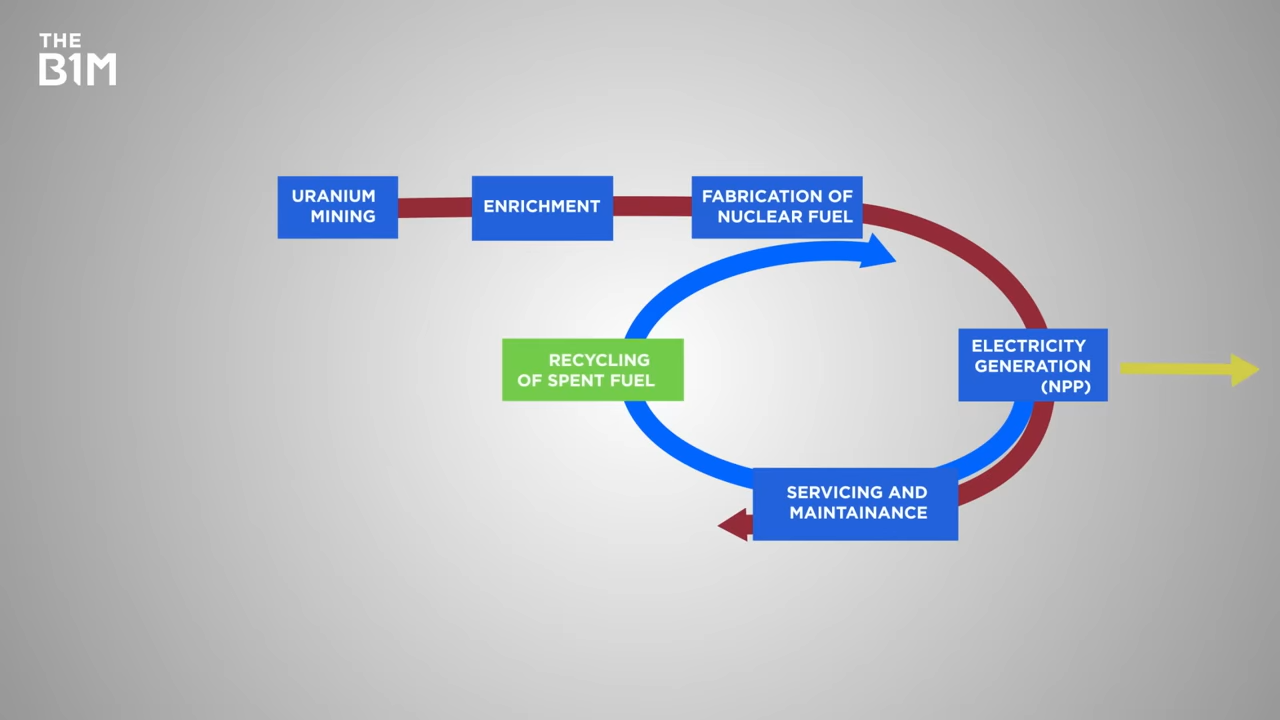 THE
B1M
URANIUM
MINING
ENRICHMENT
FABRICATION OF
NUCLEAR FUEL
RECYCLING
OF SPENT FUEL
ELECTRICITY
GENERATION
(NPP)
SERVICING AND
MAINTAINANCE